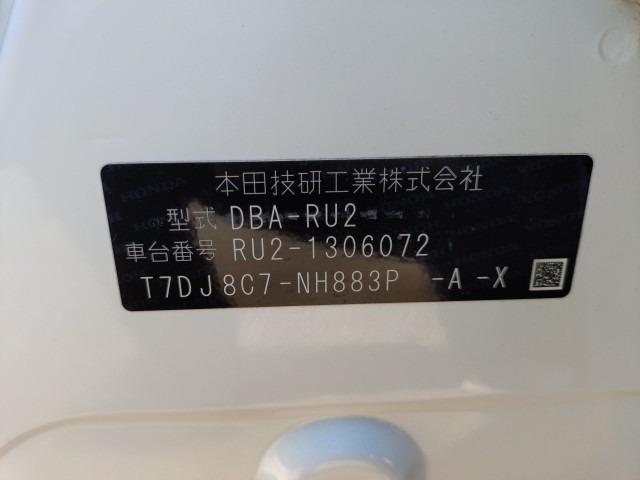 本田技研工業株式会社
型式 DBA-RU2
車台番号 RU2-1306072
T7DJ8C7-NH883P -A -X